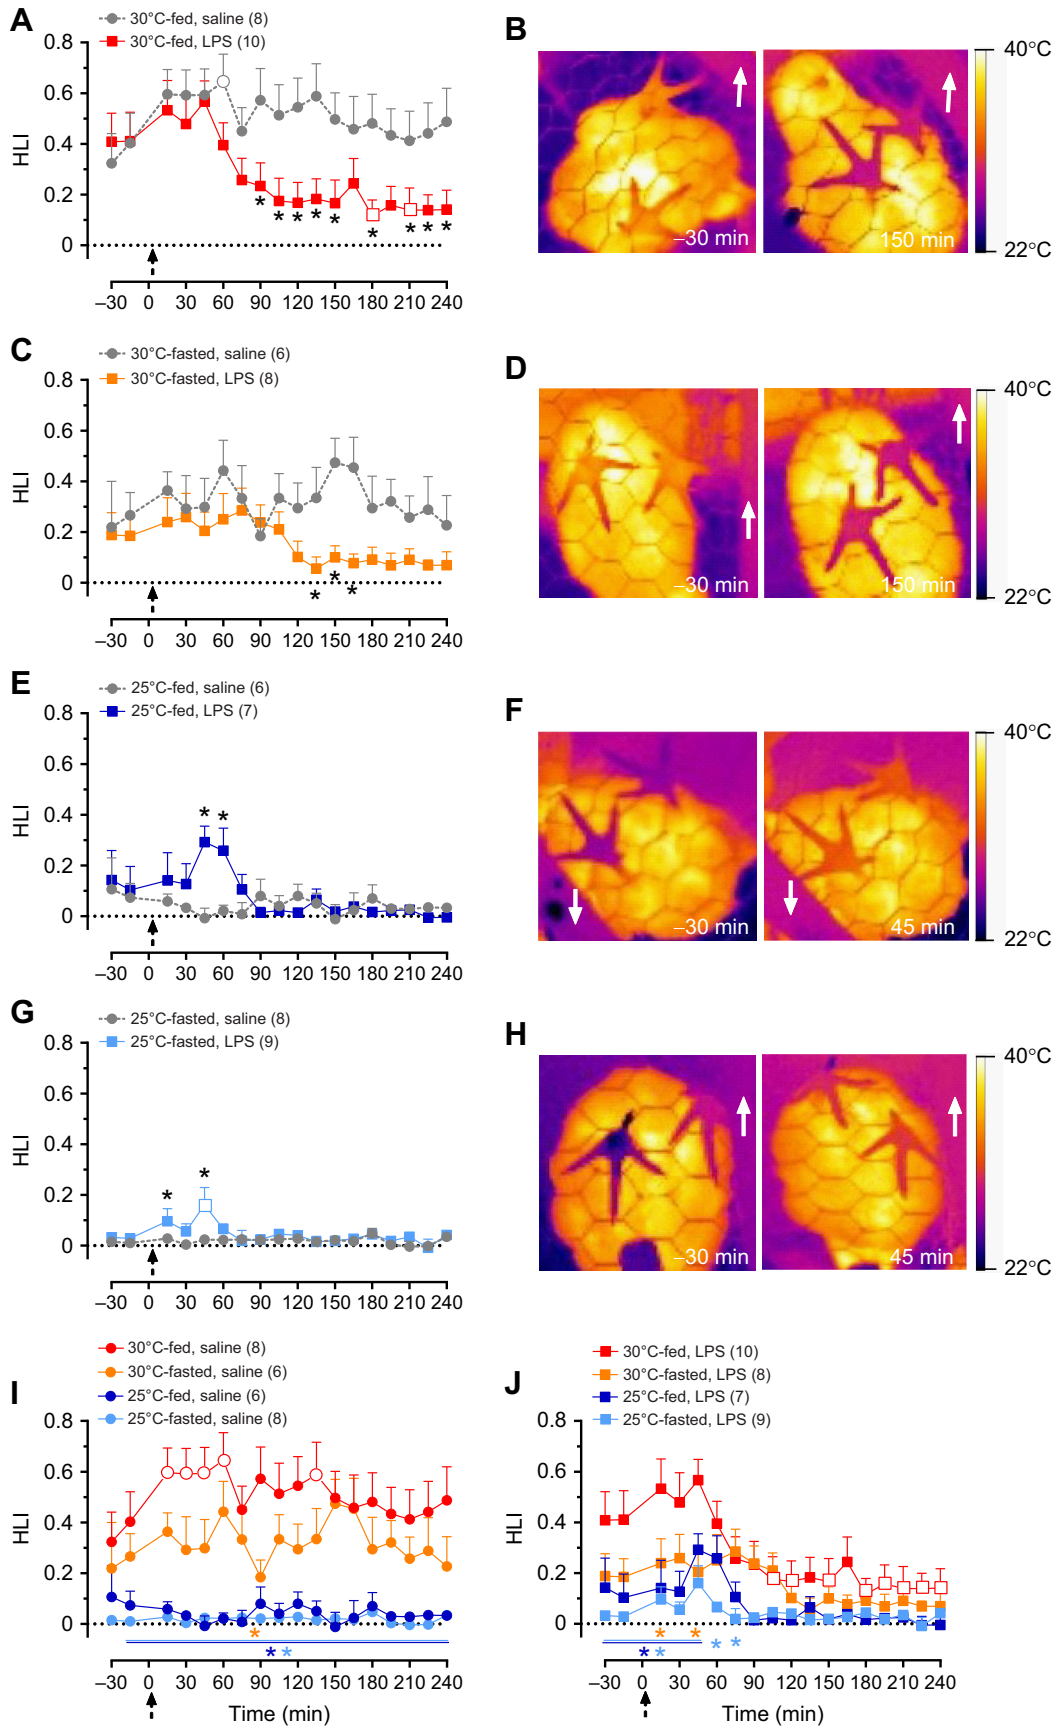 A
30°C-fed, saline (8)
30°C-fed, LPS (10)
0.8
0.6
0.4
0.2
0
HLI
* * * * * * * * *
–30 0 30 60 90 120 150 180 210 240
B
–30 min
150 min
40°C
22°C
C
30°C-fasted, saline (6)
30°C-fasted, LPS (8)
0.8
0.6
0.4
0.2
0
HLI
* * *
–30 0 30 60 90 120 150 180 210 240
D
–30 min
150 min
40°C
22°C
E
25°C-fed, saline (6)
25°C-fed, LPS (7)
0.8
0.6
0.4
0.2
0
HLI
* *
–30 0 30 60 90 120 150 180 210 240
F
–30 min
45 min
40°C
22°C
G
25°C-fasted, saline (8)
25°C-fasted, LPS (9)
0.8
0.6
0.4
0.2
0
HLI
* *
–30 0 30 60 90 120 150 180 210 240
H
–30 min
45 min
40°C
22°C
I
30°C-fed, saline (8)
30°C-fasted, saline (6)
25°C-fed, saline (6)
25°C-fasted, saline (8)
0.8
0.6
0.4
0.2
0
HLI
*
* *
–30 0 30 60 90 120 150 180 210 240
Time (min)
J
30°C-fed, LPS (10)
30°C-fasted, LPS (8)
25°C-fed, LPS (7)
25°C-fasted, LPS (9)
0.8
0.6
0.4
0.2
0
HLI
* *
* * * *
–30 0 30 60 90 120 150 180 210 240
Time (min)